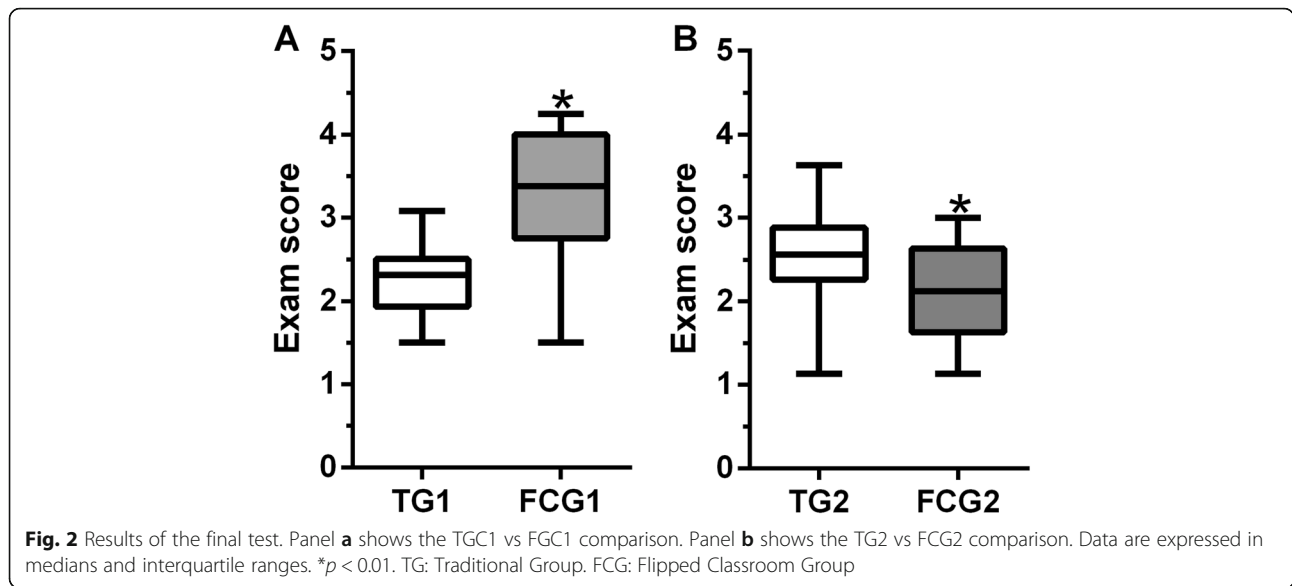 A
B
Exam score
5
4
3
2
1
0
*
TG1 FCG1
Exam score
5
4
3
2
1
0
*
TG2 FCG2
Fig. 2 Results of the final test. Panel a shows the TGC1 vs FGC1 comparison. Panel b shows the TG2 vs FCG2 comparison. Data are expressed in
medians and interquartile ranges. *p < 0.01. TG: Traditional Group. FCG: Flipped Classroom Group